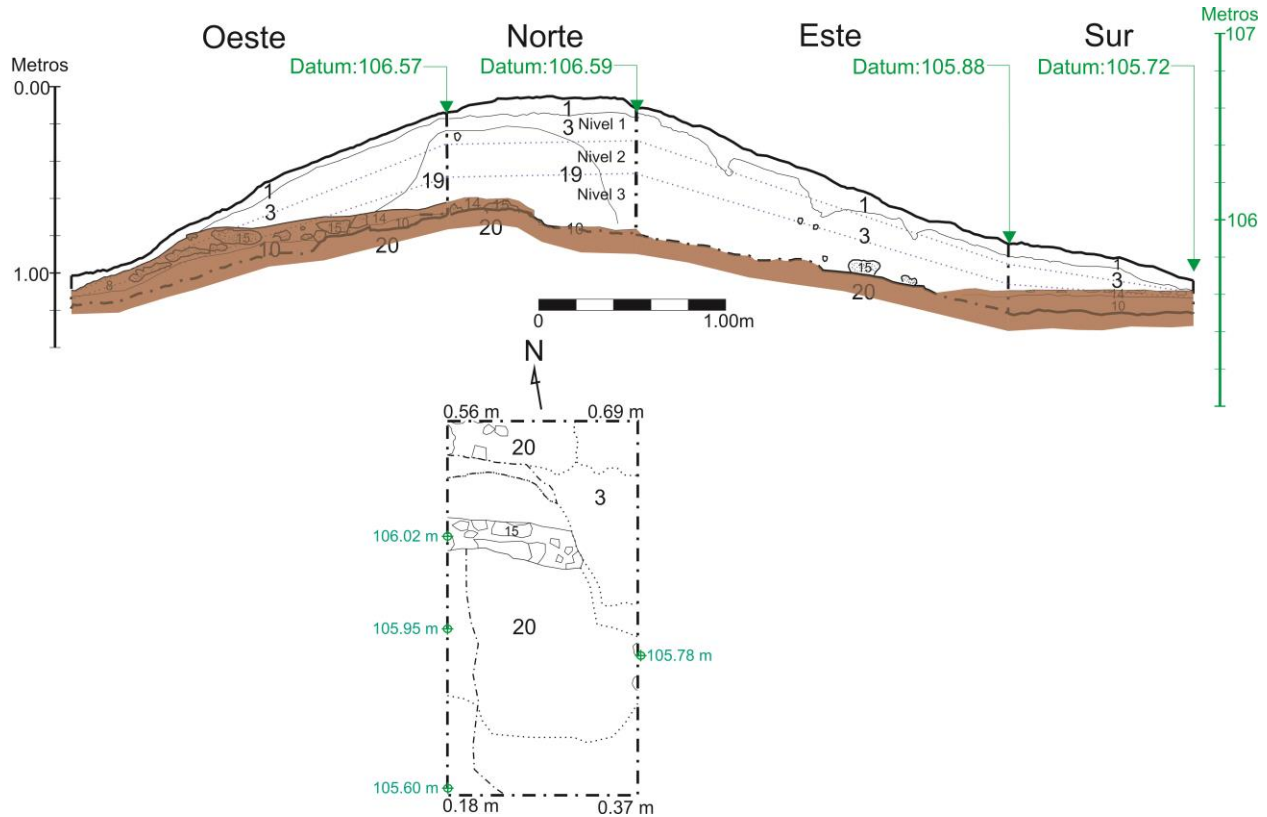 Oeste Norte Este Sur
Metros
107
Metros
0.00
Datum:106.57 Datum:106.59 Datum:105.88 Datum:105.72
1
3 Nivel 1
Nivel 2
19 19
Nivel 3
1
3
1
3
106
14 15
14
15
15 10
10
20 20
10
1.00
8
15
20
1
3
14
10
0 1.00m
N
0.56 m 0.69 m
20
3
106.02 m
15
105.95 m
20
105.78 m
105.60 m
0.18 m 0.37 m